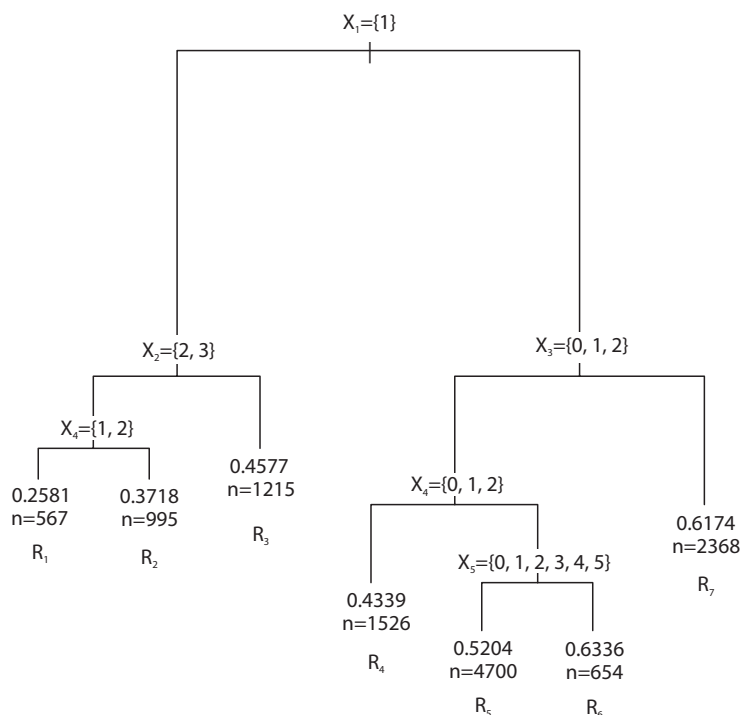 X₁={1}
X₂={2, 3}
X₃={0, 1, 2}
X₄={1, 2}
0.2581
n=567
R₁
0.3718
n=995
R₂
0.4577
n=1215
R₃
X₄={0, 1, 2}
0.4339
n=1526
R₄
X₅={0, 1, 2, 3, 4, 5}
0.5204
n=4700
R₅
0.6336
n=654
R₆
0.6174
n=2368
R₇